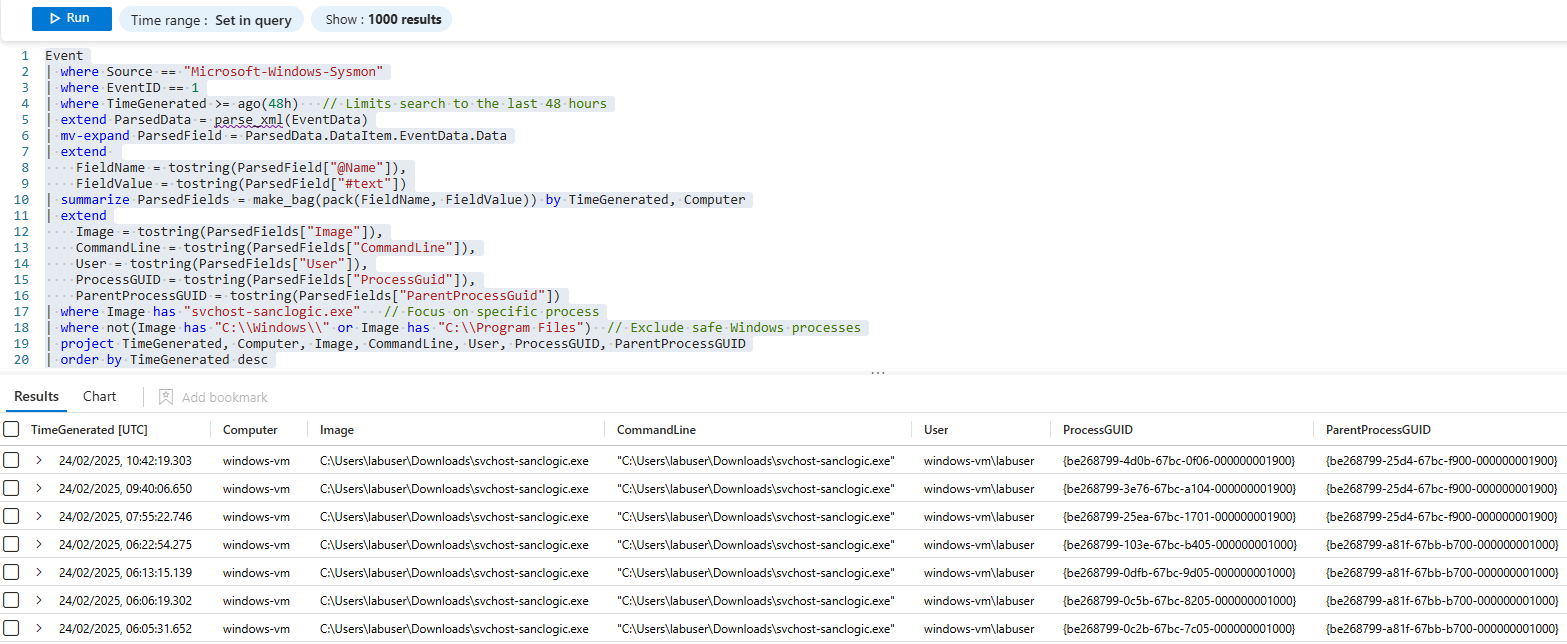 Run
Time range : Set in query
Show : 1000 results
1 Event
2 | where Source == "Microsoft-Windows-Sysmon"
3 | where EventID == 1
4 | where TimeGenerated >= ago(48h)   // Limits search to the last 48 hours
5 | extend ParsedData = parse_xml(EventData)
6 | mv-expand ParsedField = ParsedData.DataItem.EventData.Data
7 | extend
8     FieldName = tostring(ParsedField["@Name"]),
9     FieldValue = tostring(ParsedField["#text"])
10 | summarize ParsedFields = make_bag(pack(FieldName, FieldValue)) by TimeGenerated, Computer
11 | extend
12     Image = tostring(ParsedFields["Image"]),
13     CommandLine = tostring(ParsedFields["CommandLine"]),
14     User = tostring(ParsedFields["User"]),
15     ProcessGUID = tostring(ParsedFields["ProcessGuid"]),
16     ParentProcessGUID = tostring(ParsedFields["ParentProcessGuid"])
17 | where Image has "svchost-sanclogic.exe"   // Focus on specific process
18 | where not(Image has "C:\\Windows\\" or Image has "C:\\Program Files")  // Exclude safe Windows processes
19 | project TimeGenerated, Computer, Image, CommandLine, User, ProcessGUID, ParentProcessGUID
20 | order by TimeGenerated desc
Results Chart Add bookmark
TimeGenerated [UTC] Computer Image CommandLine User ProcessGUID ParentProcessGUID
24/02/2025, 10:42:19.303 windows-vm C:\Users\labuser\Downloads\svchost-sanclogic.exe "C:\Users\labuser\Downloads\svchost-sanclogic.exe" windows-vm\labuser {be268799-4d0b-67bc-0f06-000000001900} {be268799-25d4-67bc-f900-000000001900}
24/02/2025, 09:40:06.650 windows-vm C:\Users\labuser\Downloads\svchost-sanclogic.exe "C:\Users\labuser\Downloads\svchost-sanclogic.exe" windows-vm\labuser {be268799-3e76-67bc-a104-000000001900} {be268799-25d4-67bc-f900-000000001900}
24/02/2025, 07:55:22.746 windows-vm C:\Users\labuser\Downloads\svchost-sanclogic.exe "C:\Users\labuser\Downloads\svchost-sanclogic.exe" windows-vm\labuser {be268799-25ea-67bc-1701-000000001900} {be268799-25d4-67bc-f900-000000001900}
24/02/2025, 06:22:54.275 windows-vm C:\Users\labuser\Downloads\svchost-sanclogic.exe "C:\Users\labuser\Downloads\svchost-sanclogic.exe" windows-vm\labuser {be268799-103e-67bc-b405-000000001000} {be268799-a81f-67bb-b700-000000001000}
24/02/2025, 06:13:15.139 windows-vm C:\Users\labuser\Downloads\svchost-sanclogic.exe "C:\Users\labuser\Downloads\svchost-sanclogic.exe" windows-vm\labuser {be268799-0dfb-67bc-9d05-000000001000} {be268799-a81f-67bb-b700-000000001000}
24/02/2025, 06:06:19.302 windows-vm C:\Users\labuser\Downloads\svchost-sanclogic.exe "C:\Users\labuser\Downloads\svchost-sanclogic.exe" windows-vm\labuser {be268799-0c5b-67bc-8205-000000001000} {be268799-a81f-67bb-b700-000000001000}
24/02/2025, 06:05:31.652 windows-vm C:\Users\labuser\Downloads\svchost-sanclogic.exe "C:\Users\labuser\Downloads\svchost-sanclogic.exe" windows-vm\labuser {be268799-0c2b-67bc-7c05-000000001000} {be268799-a81f-67bb-b700-000000001000}